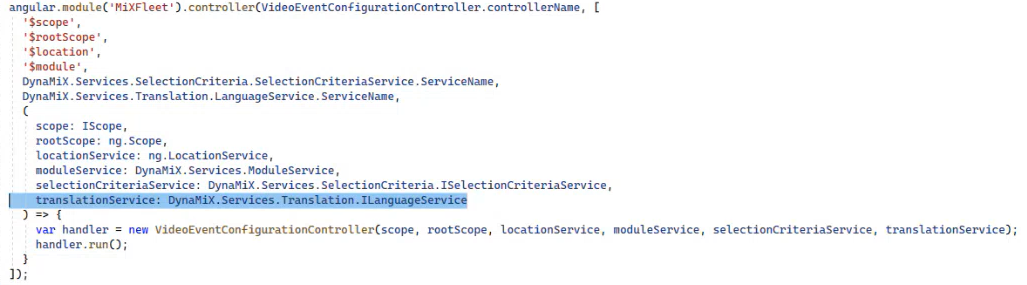 angular.module('MiXFleet').controller(VideoEventConfigurationController.controllerName, [
  '$scope',
  '$rootScope',
  '$location',
  '$module',
  DynaMiX.Services.SelectionCriteria.SelectionCriteriaService.ServiceName,
  DynaMiX.Services.Translation.LanguageService.ServiceName,
  (
    scope: IScope,
    rootScope: ng.Scope,
    locationService: ng.LocationService,
    moduleService: DynaMiX.Services.ModuleService,
    selectionCriteriaService: DynaMiX.Services.SelectionCriteria.ISelectionCriteriaService,
    translationService: DynaMiX.Services.Translation.ILanguageService
  ) => {
    var handler = new VideoEventConfigurationController(scope, rootScope, locationService, moduleService, selectionCriteriaService, translationService);
    handler.run();
  }
]);